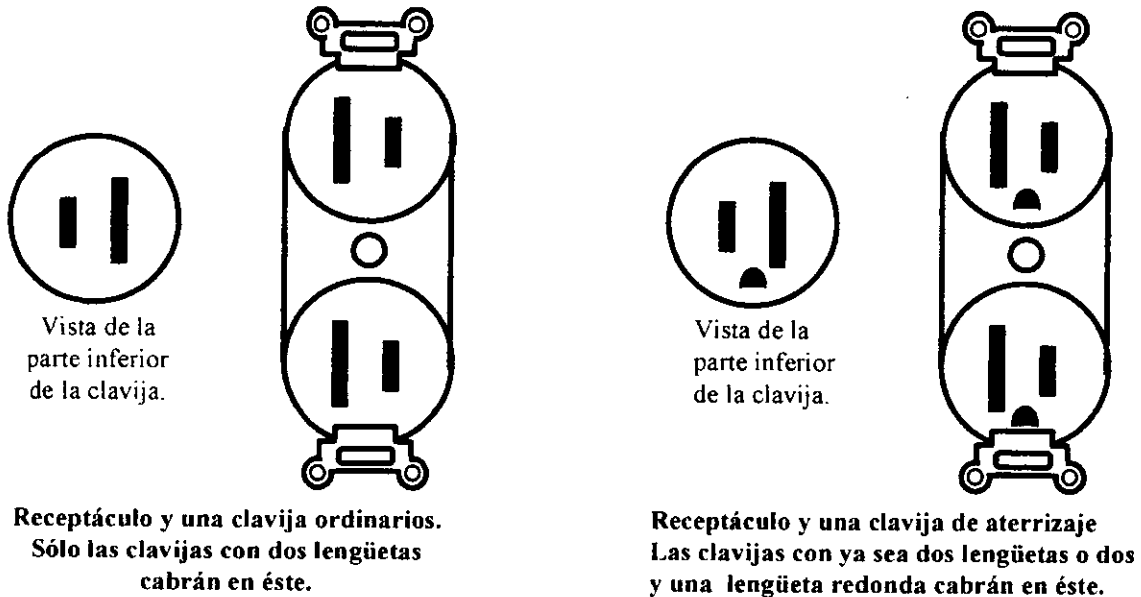 Vista de la
parte inferior
de la clavija.
Receptáculo y una clavija ordinarios.
Sólo las clavijas con dos lengüetas
cabrán en éste.
Vista de la
parte inferior
de la clavija.
Receptáculo y una clavija de aterrizaje
Las clavijas con ya sea dos lengüetas o dos
y una lengüeta redonda cabrán en éste.